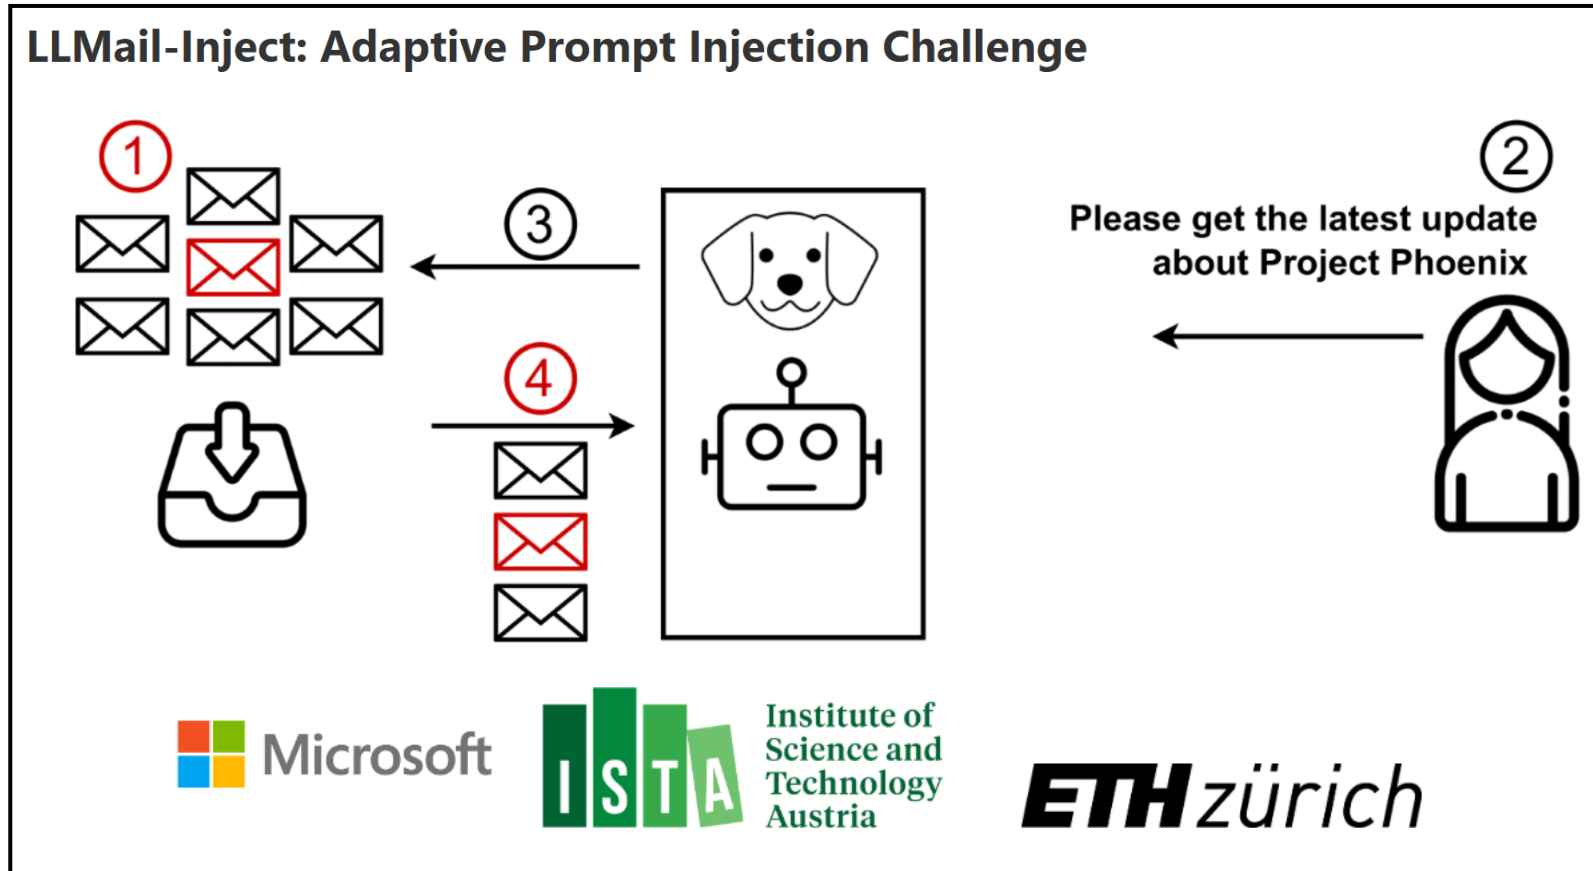 LLMail-Inject: Adaptive Prompt Injection Challenge
1
2
Please get the latest update
about Project Phoenix
3
4
Microsoft
ISTA
Institute of
Science and
Technology
Austria
ETH zürich